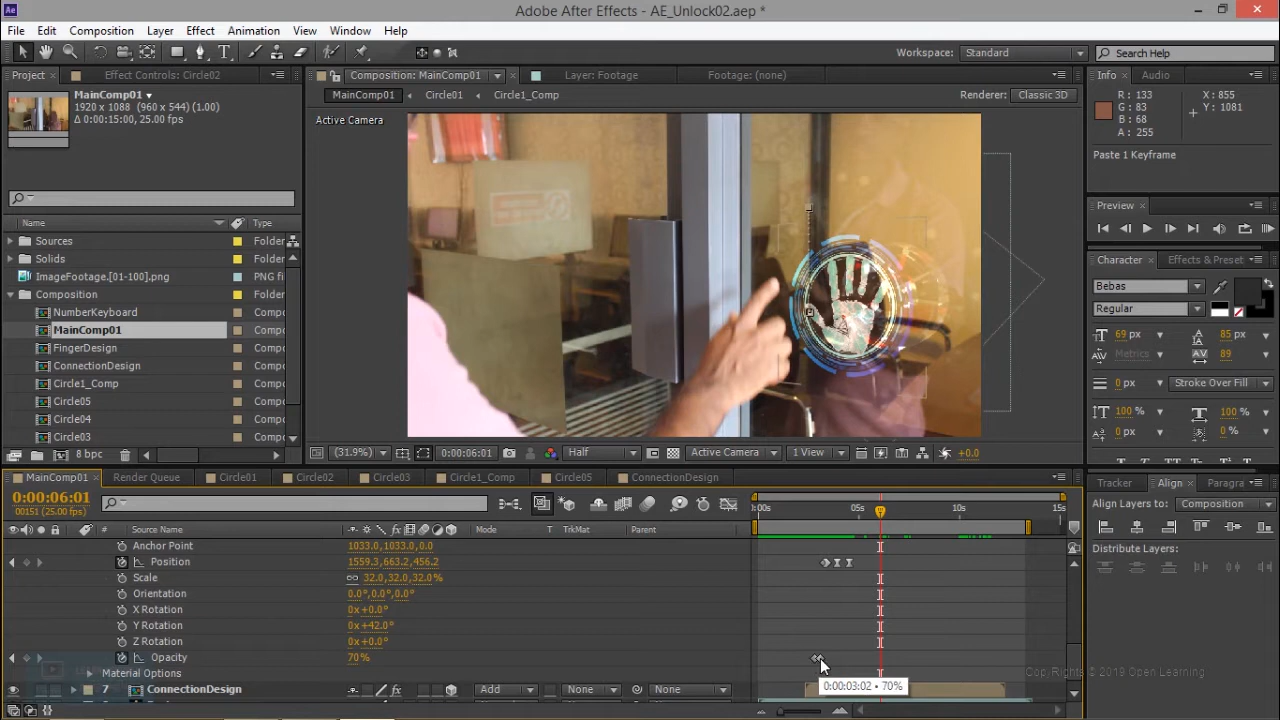 Ae Adobe After Effects - AE_Unlock02.aep *
File Edit Composition Layer Effect Animation View Window Help
Workspace: Standard Search Help
Project Effect Controls: Circle02
MainComp01
1920 x 1088 (960 x 544) (1.00)
Δ 0:00:15:00, 25.00 fps
Name Type
Sources Folder
Solids Folder
ImageFootage.[01-100].png PNG fi
Composition Folder
NumberKeyboard Compo
MainComp01 Compo
FingerDesign Compo
ConnectionDesign Compo
Circle1_Comp Compo
Circle05 Compo
Circle04 Compo
Circle03 Compo
8 bpc
Composition: MainComp01 Layer: Footage Footage: (none)
MainComp01 Circle01 Circle1_Comp Renderer: Classic 3D
Active Camera
(31.9%) 0:00:06:01 Half Active Camera 1 View +0.0
Info Audio
R : 133 X : 855
G : 83 Y : 1081
B : 68
A : 255
Paste 1 Keyframe
Preview
Character Effects & Preset
Bebas
Regular
69 px 85 px
Metrics 89
0 px Stroke Over Fill
100 % 100 %
0 px 0 %
Tracker Align Paragra
Align Layers to: Composition
Distribute Layers:
MainComp01 Render Queue Circle01 Circle02 Circle03 Circle1_Comp Circle05 ConnectionDesign
0:00:06:01
00151 (25.00 fps)
# Source Name Mode T TrkMat Parent
:00s 05s 10s 15s
Anchor Point 1033.0,1033.0,0.0
Position 1559.3,663.2,456.2
Scale 32.0,32.0,32.0%
Orientation 0.0°,0.0°,0.0°
X Rotation 0x+0.0°
Y Rotation 0x+42.0°
Z Rotation 0x+0.0°
Opacity 70%
Material Options
0:00:03:02 • 70%
7 ConnectionDesign Add None None
Cop Rights © 2019 Open Learning